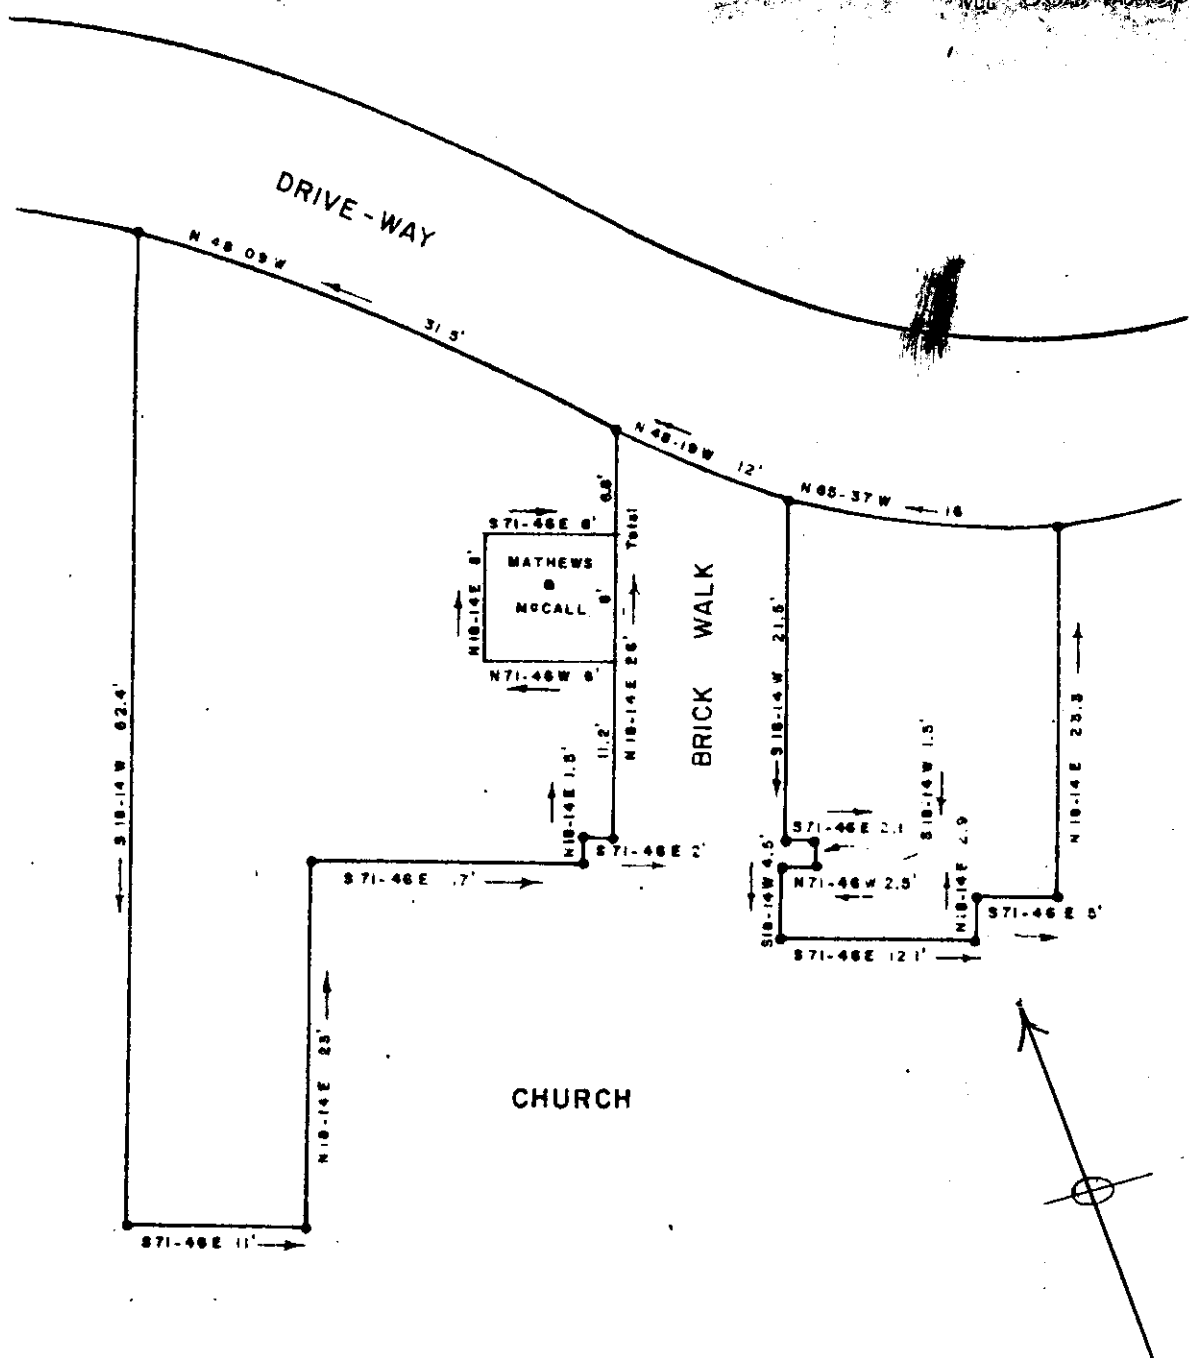 DRIVE-WAY
N 48 09 W
31.5'
N 48-19 W 12'
N 65-37 W 16
S 71-46 E 6'
6.8'
Total
MATHEWS
&
McCALL
N 18-14 E 8'
8'
N 71-46 W 6'
N 18-14 E 26'
11.2'
BRICK WALK
S 18-14 W 21.5'
S 18-14 W 62.4'
N 18-14 E 1.5'
S 71-46 E 2'
S 71-46 E 2.1
S 18-14 W 1.5'
N 71-46 W 2.5'
S 18-14 W 4.5'
N 18-14 E 2.9
N 18-14 E 23.3
S 71-46 E 17'
S 71-46 E 5'
S 71-46 E 12.1'
N 18-14 E 23'
CHURCH
S 71-46 E 11'